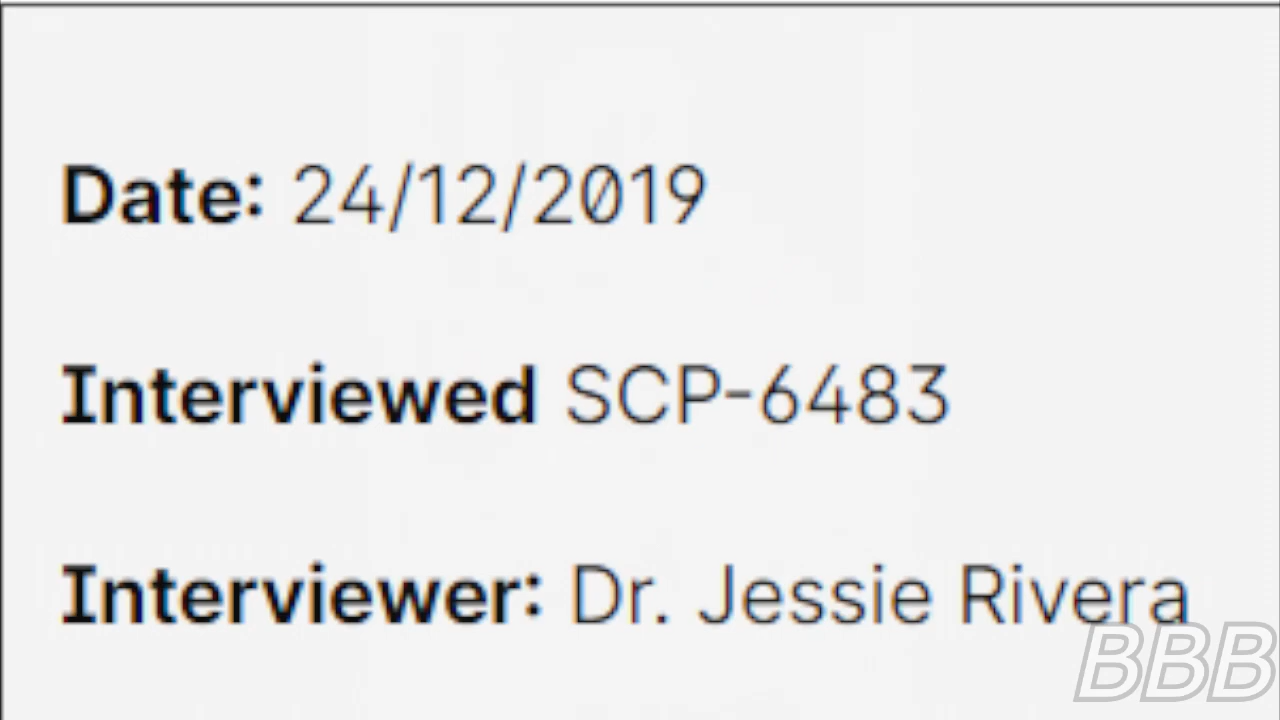 Date: 24/12/2019
Interviewed SCP-6483
Interviewer: Dr. Jessie Rivera
BBB